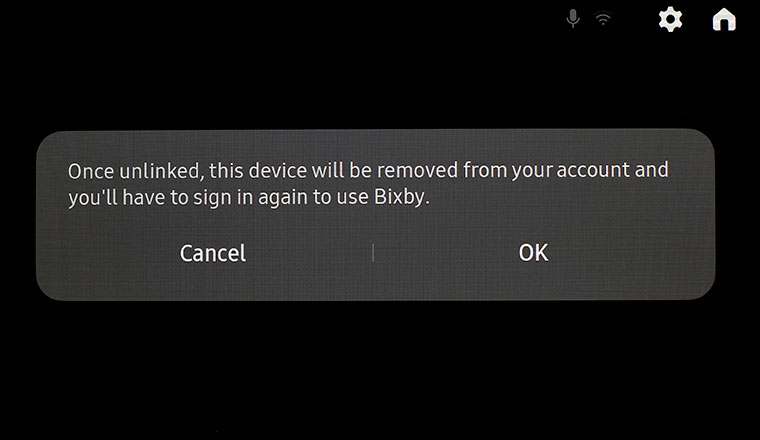 Once unlinked, this device will be removed from your account and
you'll have to sign in again to use Bixby.
Cancel
OK